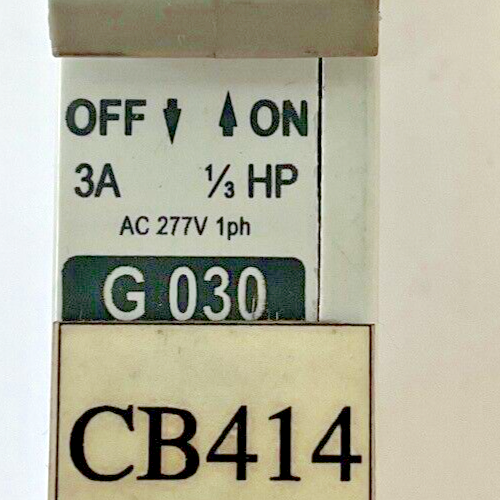 OFF ON
3A ⅓ HP
AC 277V 1ph
G 030
CB414